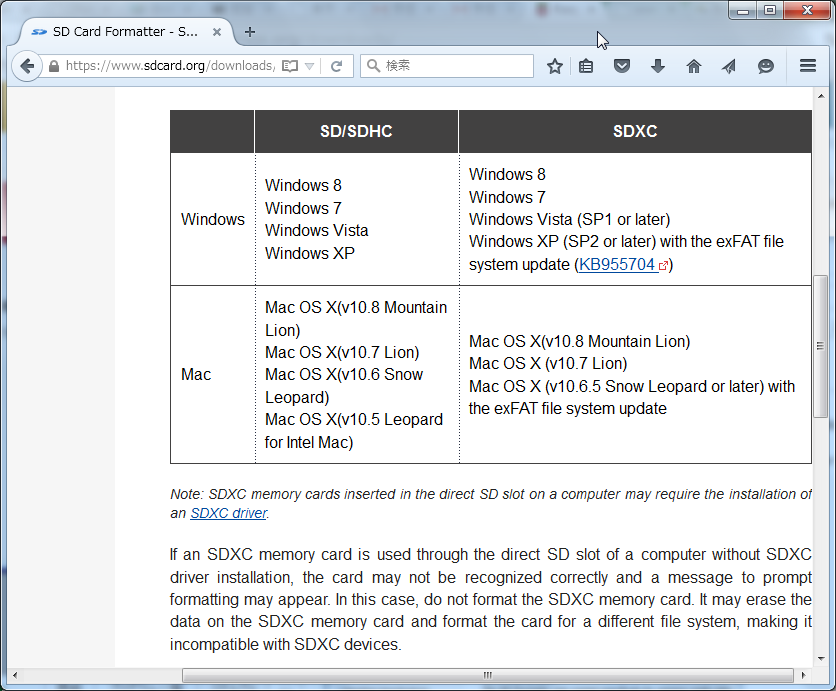 SD Card Formatter - S...
https://www.sdcard.org/downloads,
検索
SD/SDHC
SDXC
Windows
Windows 8
Windows 7
Windows Vista
Windows XP
Windows 8
Windows 7
Windows Vista (SP1 or later)
Windows XP (SP2 or later) with the exFAT file
system update (KB955704)
Mac
Mac OS X(v10.8 Mountain
Lion)
Mac OS X(v10.7 Lion)
Mac OS X(v10.6 Snow
Leopard)
Mac OS X(v10.5 Leopard
for Intel Mac)
Mac OS X(v10.8 Mountain Lion)
Mac OS X (v10.7 Lion)
Mac OS X (v10.6.5 Snow Leopard or later) with
the exFAT file system update
Note: SDXC memory cards inserted in the direct SD slot on a computer may require the installation of
an SDXC driver.
If an SDXC memory card is used through the direct SD slot of a computer without SDXC
driver installation, the card may not be recognized correctly and a message to prompt
formatting may appear. In this case, do not format the SDXC memory card. It may erase the
data on the SDXC memory card and format the card for a different file system, making it
incompatible with SDXC devices.